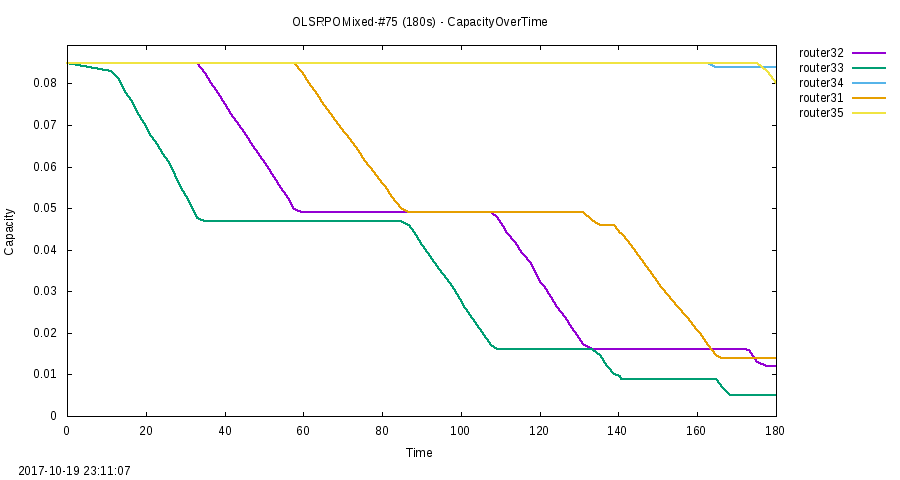 OLSRPOMixed-#75 (180s) - CapacityOverTime
router32
router33
router34
router31
router35
0.08
0.07
0.06
0.05
0.04
0.03
0.02
0.01
0
Capacity
0 20 40 60 80 100 120 140 160 180
Time
2017-10-19 23:11:07